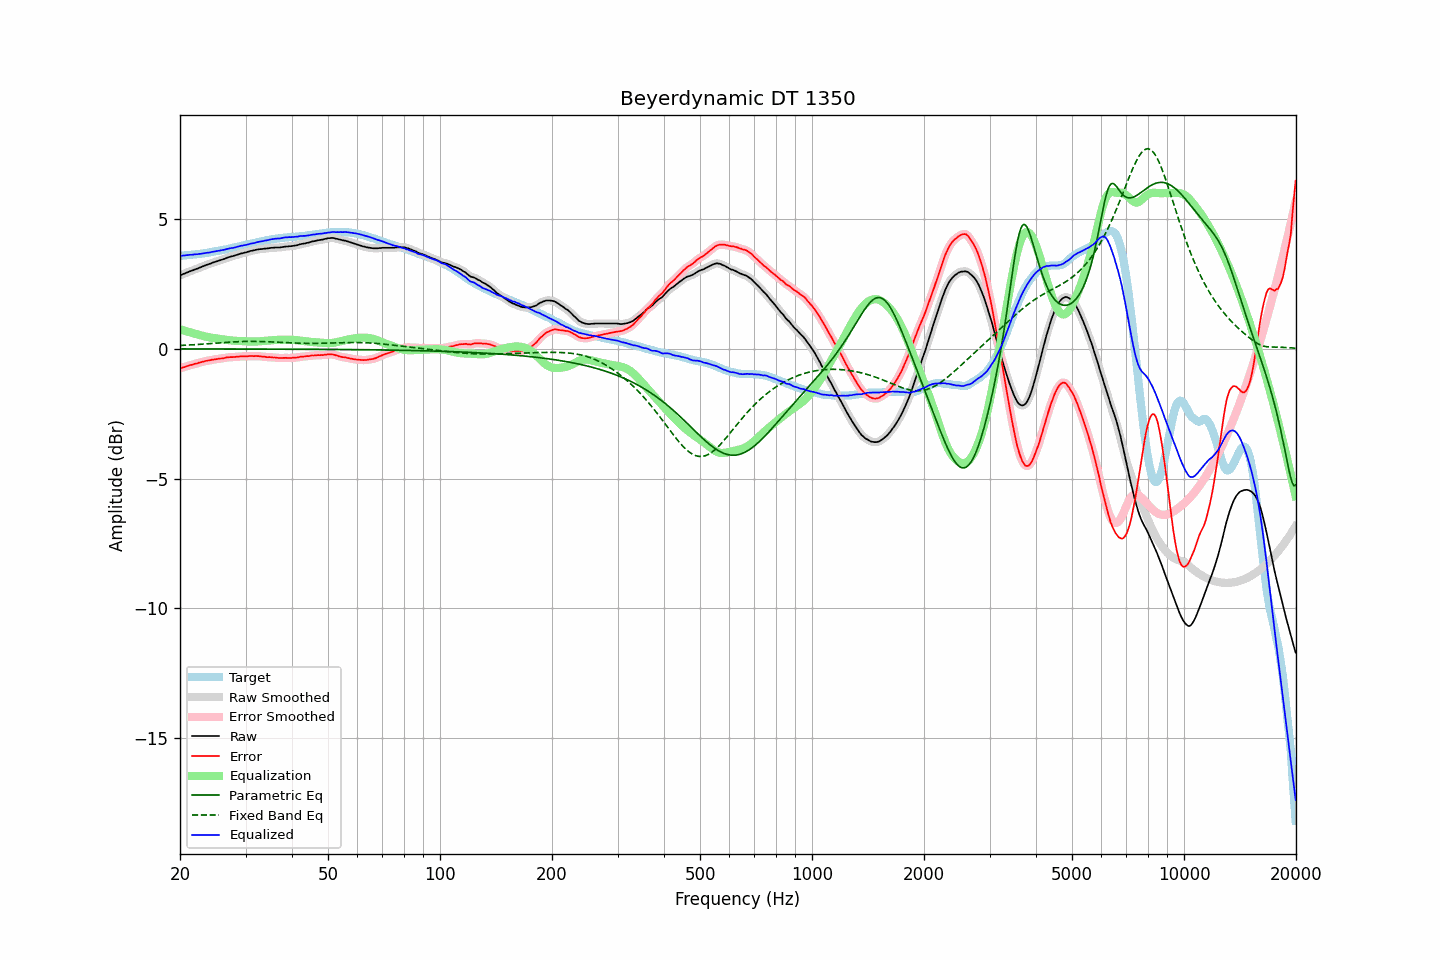 Beyerdynamic DT 1350
Amplitude (dBr)
5
0
−5
−10
−15
Target
Raw Smoothed
Error Smoothed
Raw
Error
Equalization
Parametric Eq
Fixed Band Eq
Equalized
20 50 100 200 500 1000 2000 5000 10000 20000
Frequency (Hz)